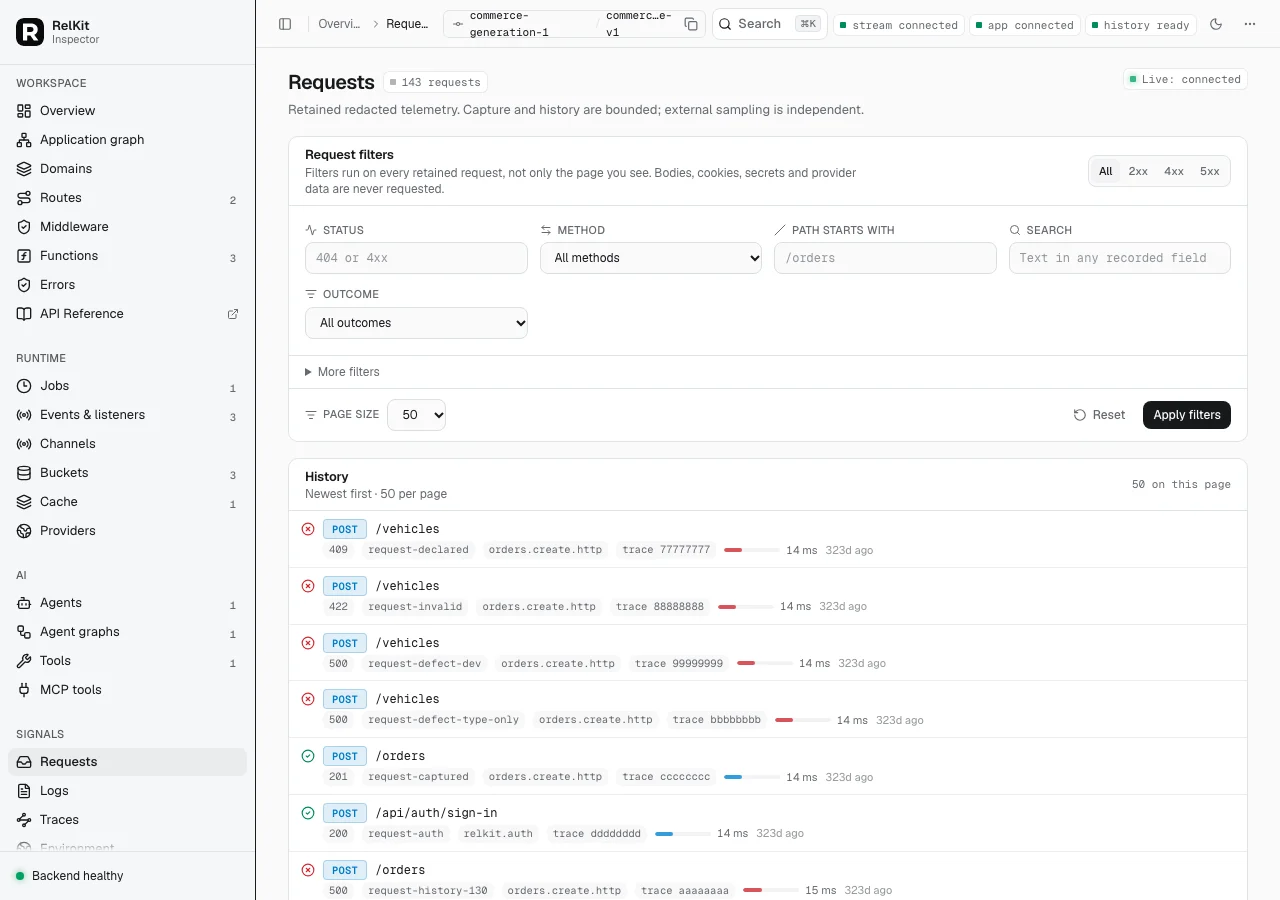 RelKit
Inspector
WORKSPACE
Overview
Application graph
Domains
Routes 2
Middleware
Functions 3
Errors
API Reference
RUNTIME
Jobs 1
Events & listeners 3
Channels
Buckets 3
Cache 1
Providers
AI
Agents 1
Agent graphs 1
Tools 1
MCP tools
SIGNALS
Requests
Logs
Traces
Environment
Backend healthy
Overvi… Reque…
commerce-generation-1 / commerc…e-v1
Search ⌘K
stream connected
app connected
history ready
Requests 143 requests
Live: connected
Retained redacted telemetry. Capture and history are bounded; external sampling is independent.
Request filters
Filters run on every retained request, not only the page you see. Bodies, cookies, secrets and provider
data are never requested.
All 2xx 4xx 5xx
STATUS METHOD PATH STARTS WITH SEARCH
404 or 4xx All methods /orders Text in any recorded field
OUTCOME
All outcomes
More filters
PAGE SIZE 50 Reset Apply filters
History
Newest first · 50 per page
50 on this page
POST /vehicles
409 request-declared orders.create.http trace 77777777 14 ms 323d ago
POST /vehicles
422 request-invalid orders.create.http trace 88888888 14 ms 323d ago
POST /vehicles
500 request-defect-dev orders.create.http trace 99999999 14 ms 323d ago
POST /vehicles
500 request-defect-type-only orders.create.http trace bbbbbbbb 14 ms 323d ago
POST /orders
201 request-captured orders.create.http trace cccccccc 14 ms 323d ago
POST /api/auth/sign-in
200 request-auth relkit.auth trace dddddddd 14 ms 323d ago
POST /orders
500 request-history-130 orders.create.http trace aaaaaaaa 15 ms 323d ago